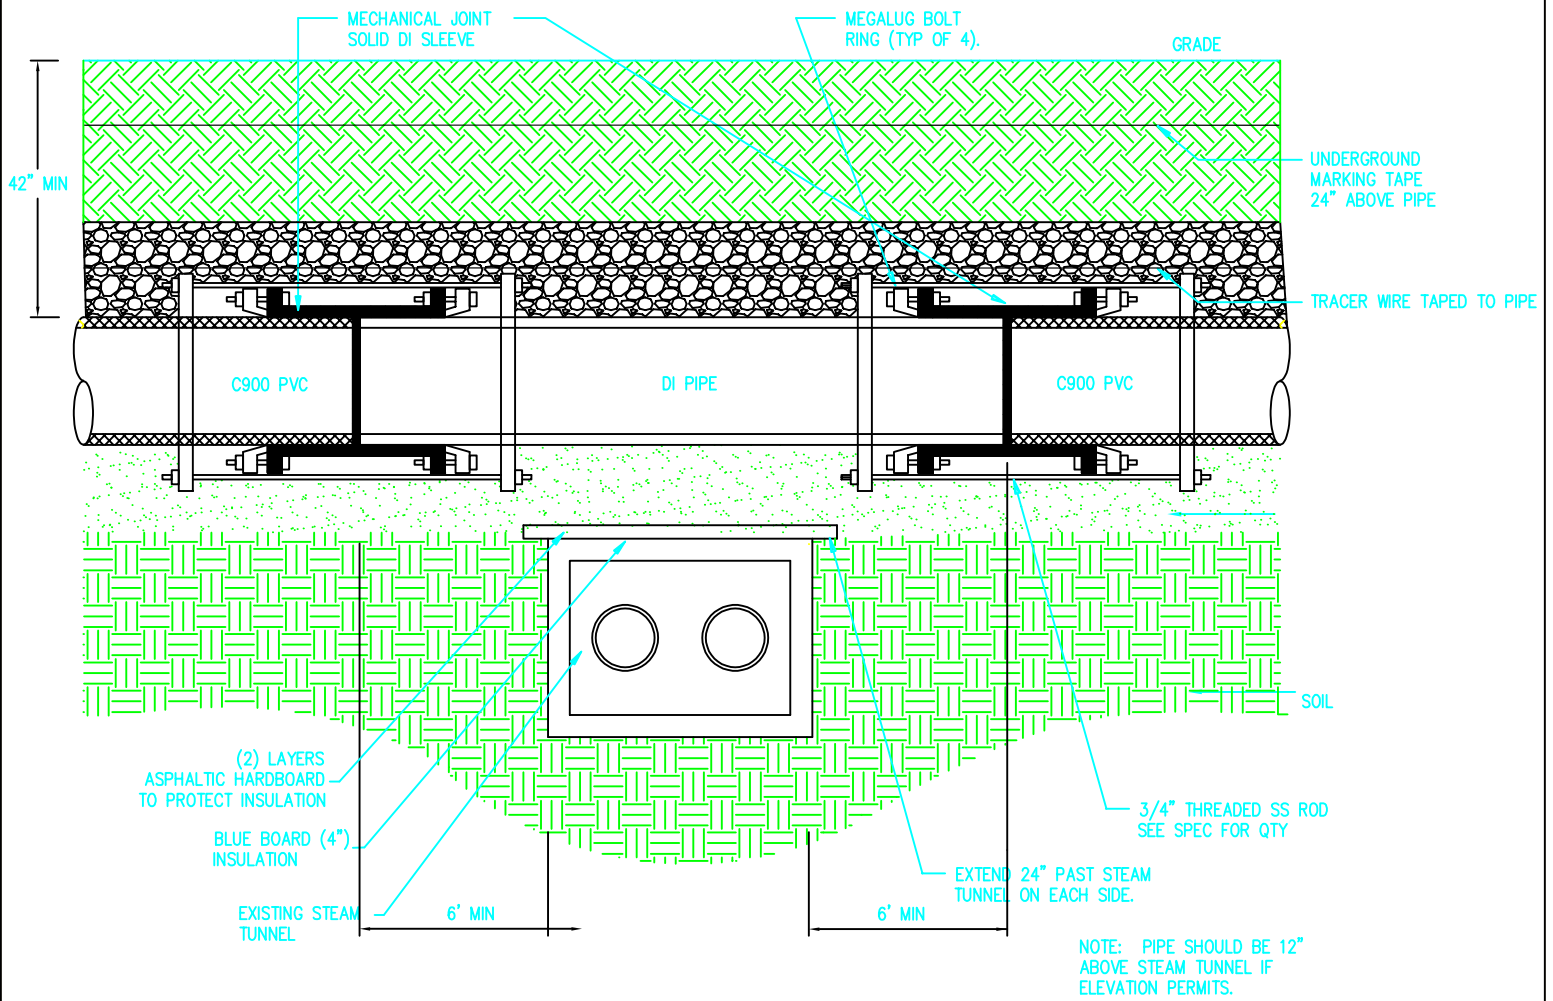 MECHANICAL JOINT
SOLID DI SLEEVE
MEGALUG BOLT
RING (TYP OF 4).
GRADE
42" MIN
UNDERGROUND
MARKING TAPE
24" ABOVE PIPE
TRACER WIRE TAPED TO PIPE
C900 PVC
DI PIPE
C900 PVC
SOIL
(2) LAYERS
ASPHALTIC HARDBOARD
TO PROTECT INSULATION
BLUE BOARD (4")
INSULATION
EXISTING STEAM
TUNNEL
6' MIN
6' MIN
3/4" THREADED SS ROD
SEE SPEC FOR QTY
EXTEND 24" PAST STEAM
TUNNEL ON EACH SIDE.
NOTE: PIPE SHOULD BE 12"
ABOVE STEAM TUNNEL IF
ELEVATION PERMITS.